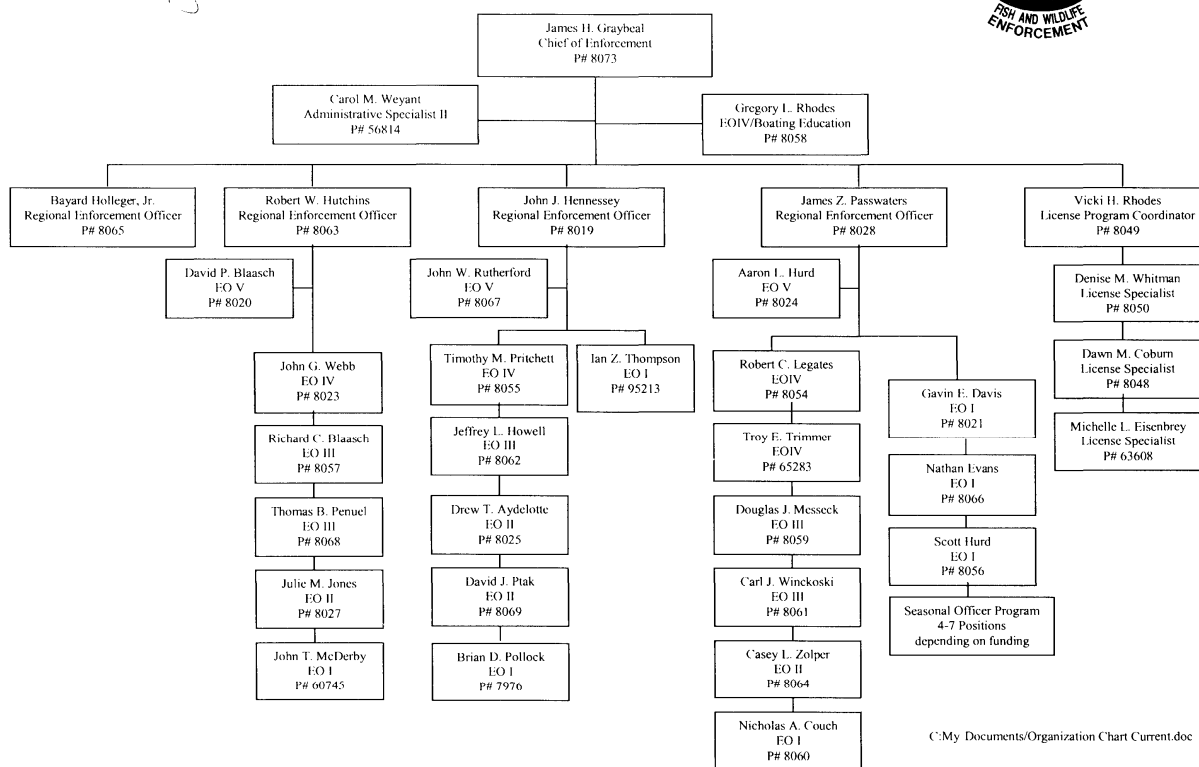 FISH AND WILDLIFE
ENFORCEMENT
James H. Graybeal
Chief of Enforcement
P# 8073
Carol M. Weyant
Administrative Specialist II
P# 56814
Gregory L. Rhodes
EOIV/Boating Education
P# 8058
Bayard Holleger, Jr.
Regional Enforcement Officer
P# 8065
Robert W. Hutchins
Regional Enforcement Officer
P# 8063
John J. Hennessey
Regional Enforcement Officer
P# 8019
James Z. Passwaters
Regional Enforcement Officer
P# 8028
Vicki H. Rhodes
License Program Coordinator
P# 8049
David P. Blaasch
EO V
P# 8020
John W. Rutherford
EO V
P# 8067
Aaron L. Hurd
EO V
P# 8024
Denise M. Whitman
License Specialist
P# 8050
John G. Webb
EO IV
P# 8023
Richard C. Blaasch
EO III
P# 8057
Thomas B. Penuel
EO III
P# 8068
Julie M. Jones
EO II
P# 8027
John T. McDerby
EO I
P# 60745
Timothy M. Pritchett
EO IV
P# 8055
Jeffrey L. Howell
EO III
P# 8062
Drew T. Aydelotte
EO II
P# 8025
David J. Ptak
EO II
P# 8069
Brian D. Pollock
EO I
P# 7976
Ian Z. Thompson
EO I
P# 95213
Robert C. Legates
EOIV
P# 8054
Troy E. Trimmer
EOIV
P# 65283
Douglas J. Messeck
EO III
P# 8059
Carl J. Winckoski
EO III
P# 8061
Casey L. Zolper
EO II
P# 8064
Nicholas A. Couch
EO I
P# 8060
Gavin E. Davis
EO I
P# 8021
Nathan Evans
EO I
P# 8066
Scott Hurd
EO I
P# 8056
Seasonal Officer Program
4-7 Positions
depending on funding
Dawn M. Coburn
License Specialist
P# 8048
Michelle L. Eisenbrey
License Specialist
P# 63608
C:My Documents/Organization Chart Current.doc